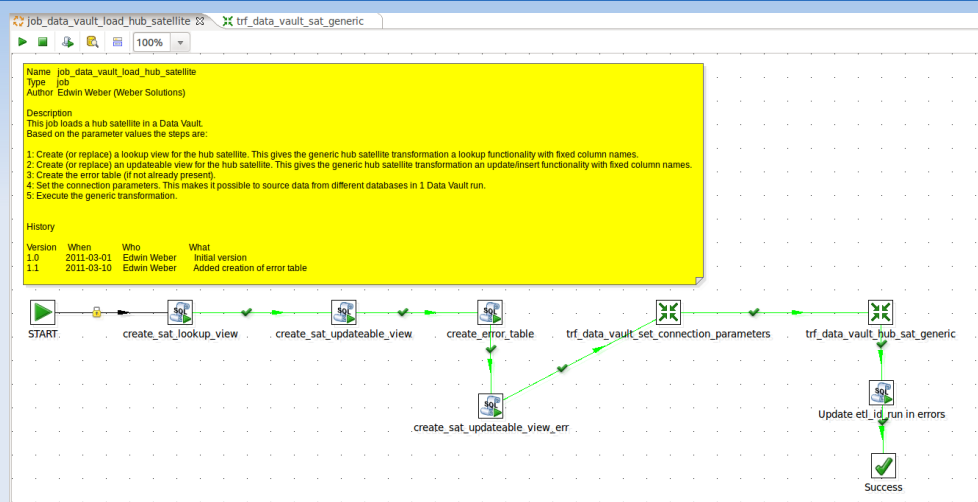 job_data_vault_load_hub_satellite
trf_data_vault_sat_generic
100%
Name job_data_vault_load_hub_satellite
Type job
Author Edwin Weber (Weber Solutions)
Description
This job loads a hub satellite in a Data Vault.
Based on the parameter values the steps are:
1: Create (or replace) a lookup view for the hub satellite. This gives the generic hub satellite transformation a lookup functionality with fixed column names.
2: Create (or replace) an updateable view for the hub satellite. This gives the generic hub satellite transformation an update/insert functionality with fixed column names.
3: Create the error table (if not already present).
4: Set the connection parameters. This makes it possible to source data from different databases in 1 Data Vault run.
5: Execute the generic transformation.
History
Version When Who What
1.0 2011-03-01 Edwin Weber Initial version
1.1 2011-03-10 Edwin Weber Added creation of error table
SQL SQL SQL
START create_sat_lookup_view create_sat_updateable_view create_error_table trf_data_vault_set_connection_parameters trf_data_vault_hub_sat_generic
SQL
Update etl_id_run in errors
SQL
create_sat_updateable_view_err
Success